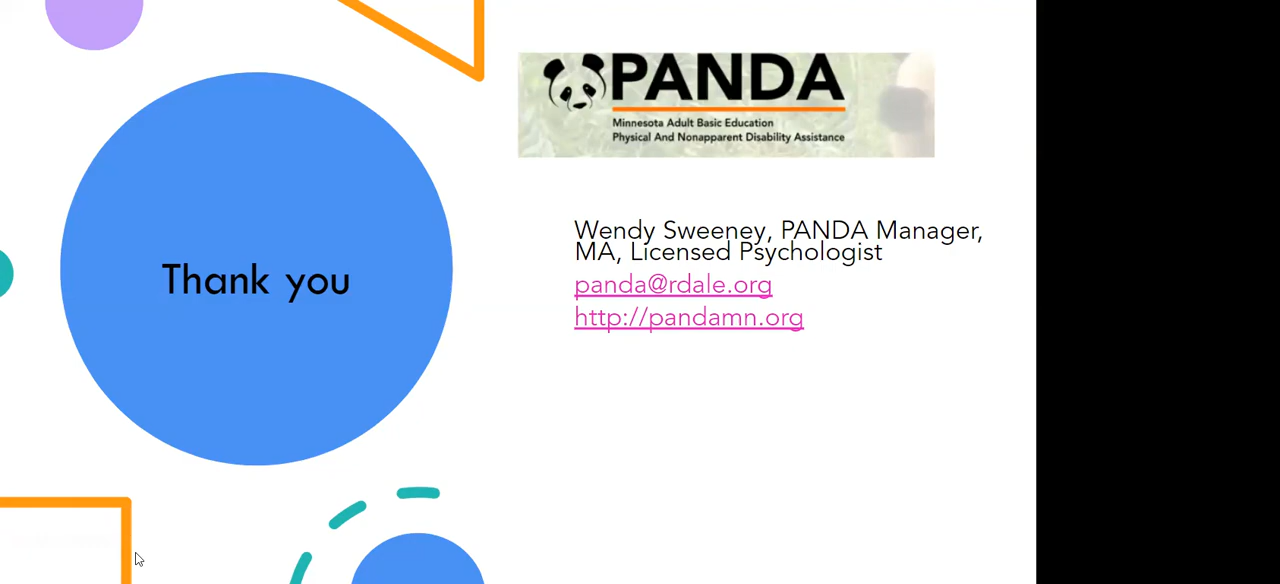 PANDA
Minnesota Adult Basic Education
Physical And Nonapparent Disability Assistance
Thank you
Wendy Sweeney, PANDA Manager,
MA, Licensed Psychologist
panda@rdale.org
http://pandamn.org